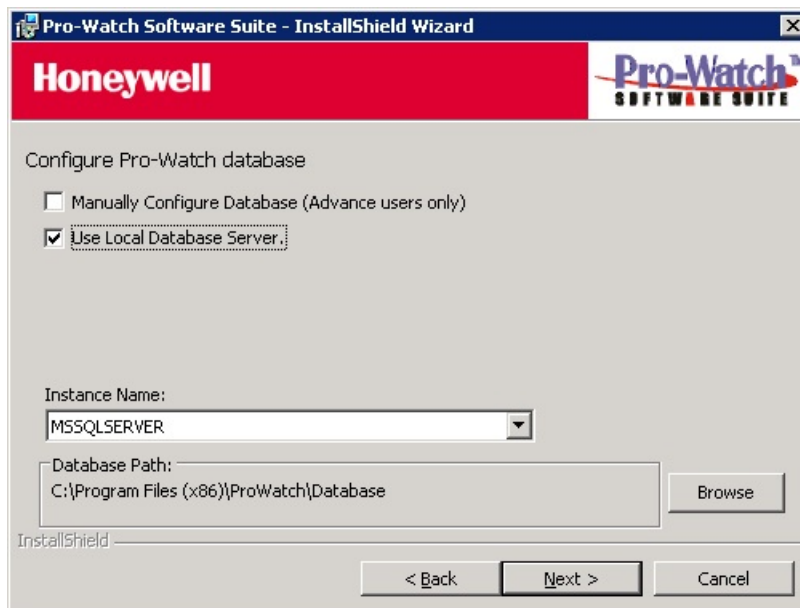 Pro-Watch Software Suite - InstallShield Wizard
Honeywell
Pro-Watch™
SOFTWARE SUITE
Configure Pro-Watch database
Manually Configure Database (Advance users only)
Use Local Database Server.
Instance Name:
MSSQLSERVER
Database Path:
C:\Program Files (x86)\ProWatch\Database
Browse
InstallShield
< Back
Next >
Cancel